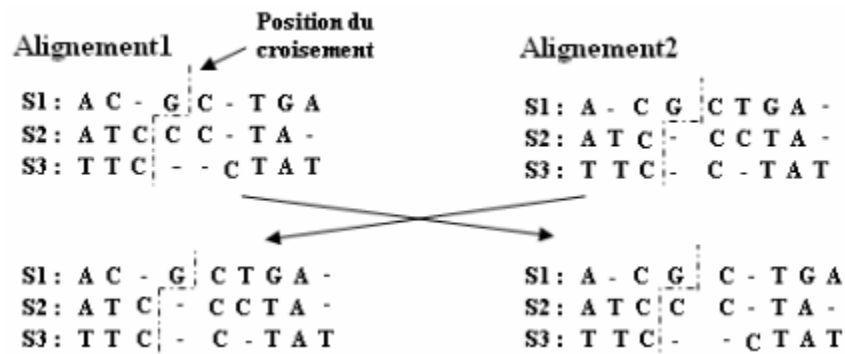 Position du
croisement
Alignement1
Alignement2
S1: A C - G C - T G A
S2: A T C C C - T A -
S3: T T C - - C T A T
S1: A - C G C T G A -
S2: A T C - C C T A -
S3: T T C - C - T A T
S1: A C - G C T G A -
S2: A T C - C C T A -
S3: T T C - C - T A T
S1: A - C G C - T G A
S2: A T C C C - T A -
S3: T T C - - C T A T